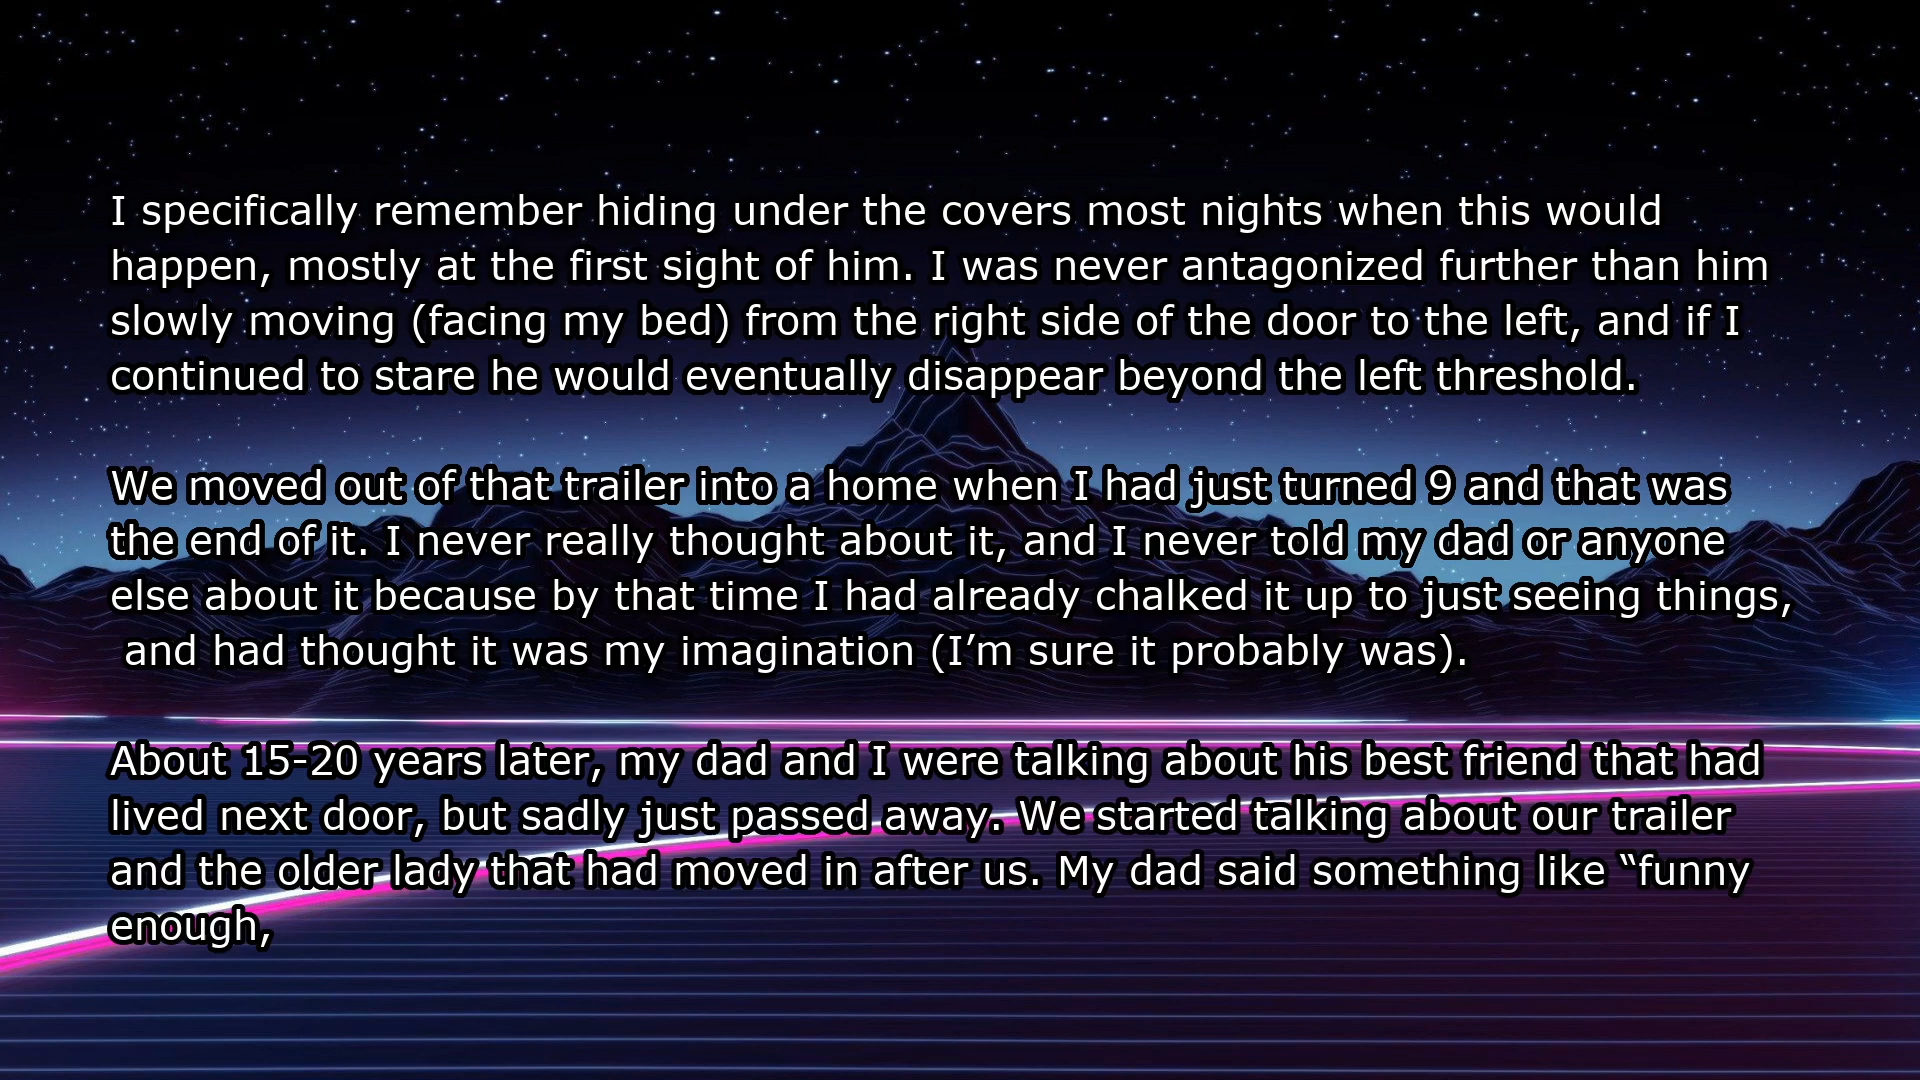 I specifically remember hiding under the covers most nights when this would
happen, mostly at the first sight of him. I was never antagonized further than him
slowly moving (facing my bed) from the right side of the door to the left, and if I
continued to stare he would eventually disappear beyond the left threshold.
We moved out of that trailer into a home when I had just turned 9 and that was
the end of it. I never really thought about it, and I never told my dad or anyone
else about it because by that time I had already chalked it up to just seeing things,
and had thought it was my imagination (I’m sure it probably was).
About 15-20 years later, my dad and I were talking about his best friend that had
lived next door, but sadly just passed away. We started talking about our trailer
and the older lady that had moved in after us. My dad said something like “funny
enough,